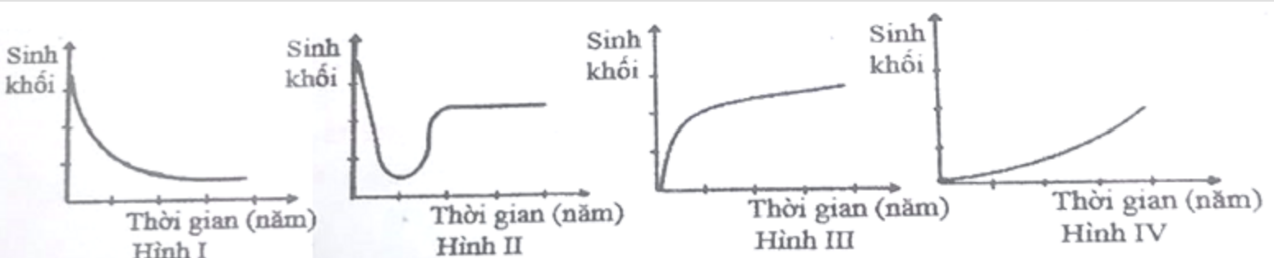 Sinh
khối
Thời gian (năm)
Hình I
Sinh
khối
Thời gian (năm)
Hình II
Sinh
khối
Thời gian (năm)
Hình III
Sinh
khối
Thời gian (năm)
Hình IV